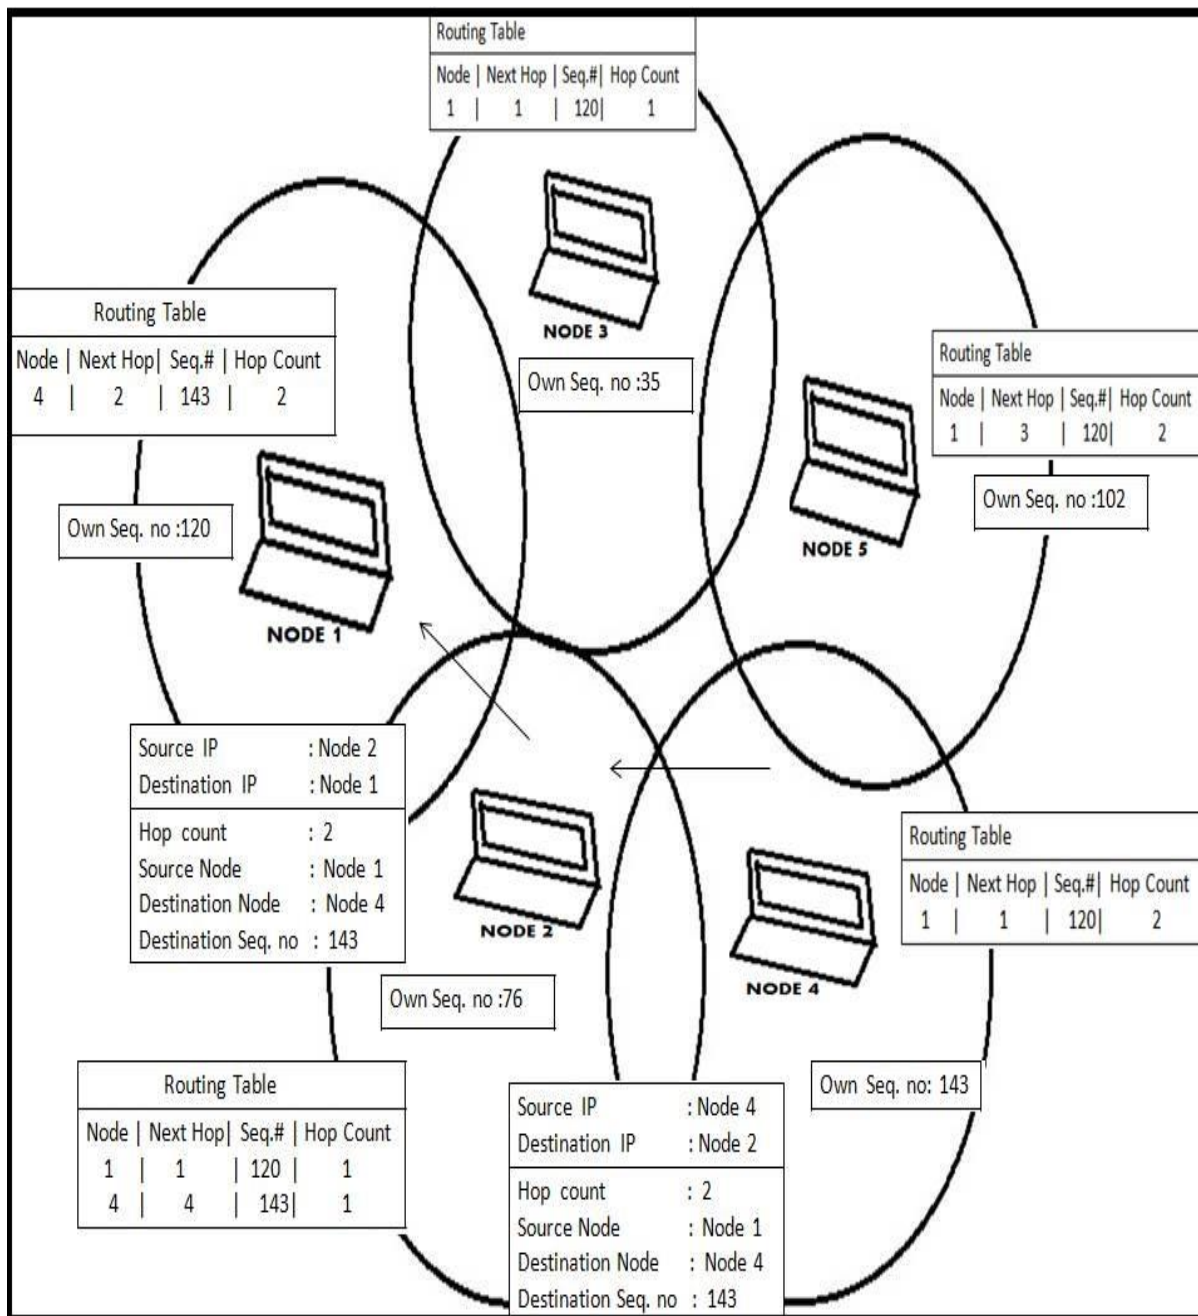 Routing Table
Node | Next Hop | Seq.#| Hop Count
1 | 1 | 120| 1
NODE 3
Own Seq. no :35
Routing Table
Node | Next Hop| Seq.# | Hop Count
4 | 2 | 143 | 2
Own Seq. no :120
NODE 1
Routing Table
Node | Next Hop | Seq.#| Hop Count
1 | 3 | 120| 2
Own Seq. no :102
NODE 5
Source IP : Node 2
Destination IP : Node 1
Hop count : 2
Source Node : Node 1
Destination Node : Node 4
Destination Seq. no : 143
NODE 2
Own Seq. no :76
Routing Table
Node | Next Hop | Seq.#| Hop Count
1 | 1 | 120| 2
NODE 4
Own Seq. no: 143
Routing Table
Node | Next Hop| Seq.# | Hop Count
1 | 1 | 120 | 1
4 | 4 | 143| 1
Source IP : Node 4
Destination IP : Node 2
Hop count : 2
Source Node : Node 1
Destination Node : Node 4
Destination Seq. no : 143